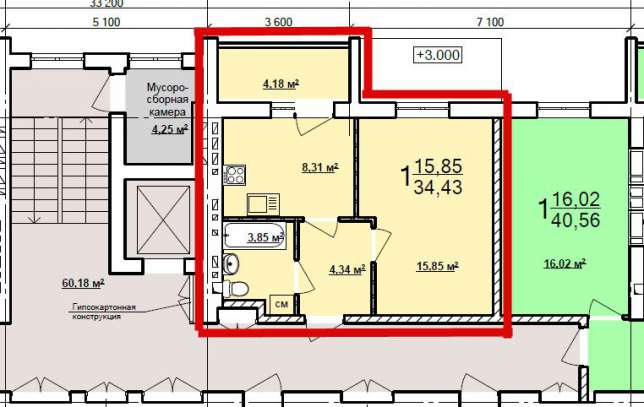 33 200
5 100
3 600
7 100
+3.000
Мусоро-
сборная
камера
4,25 м²
4.18 м²
8,31 м²
1 15,85
34,43
1 16,02
40,56
3,85 м²
4,34 м²
15,85 м²
16,02 м²
60,18 м²
Гипсокартонная
конструкция
см